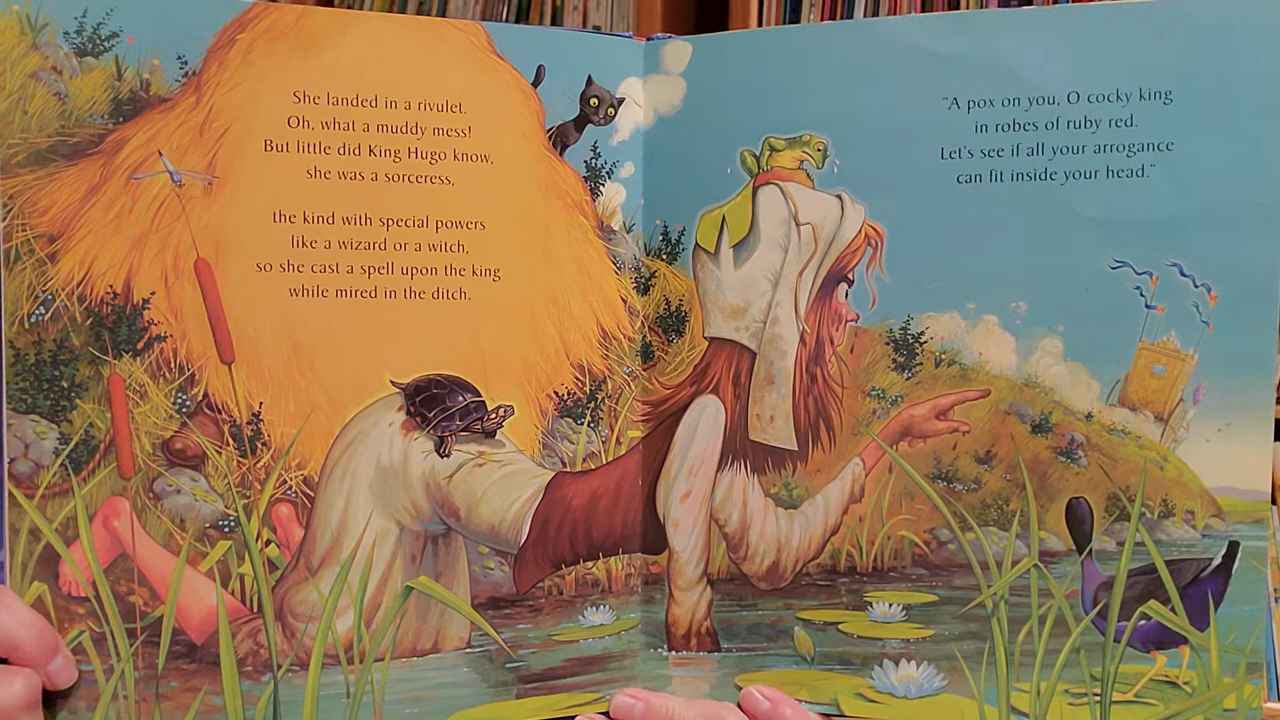 She landed in a rivulet.
Oh, what a muddy mess!
But little did King Hugo know,
she was a sorceress,
the kind with special powers
like a wizard or a witch,
so she cast a spell upon the king
while mired in the ditch.
"A pox on you, O cocky king
in robes of ruby red.
Let's see if all your arrogance
can fit inside your head."